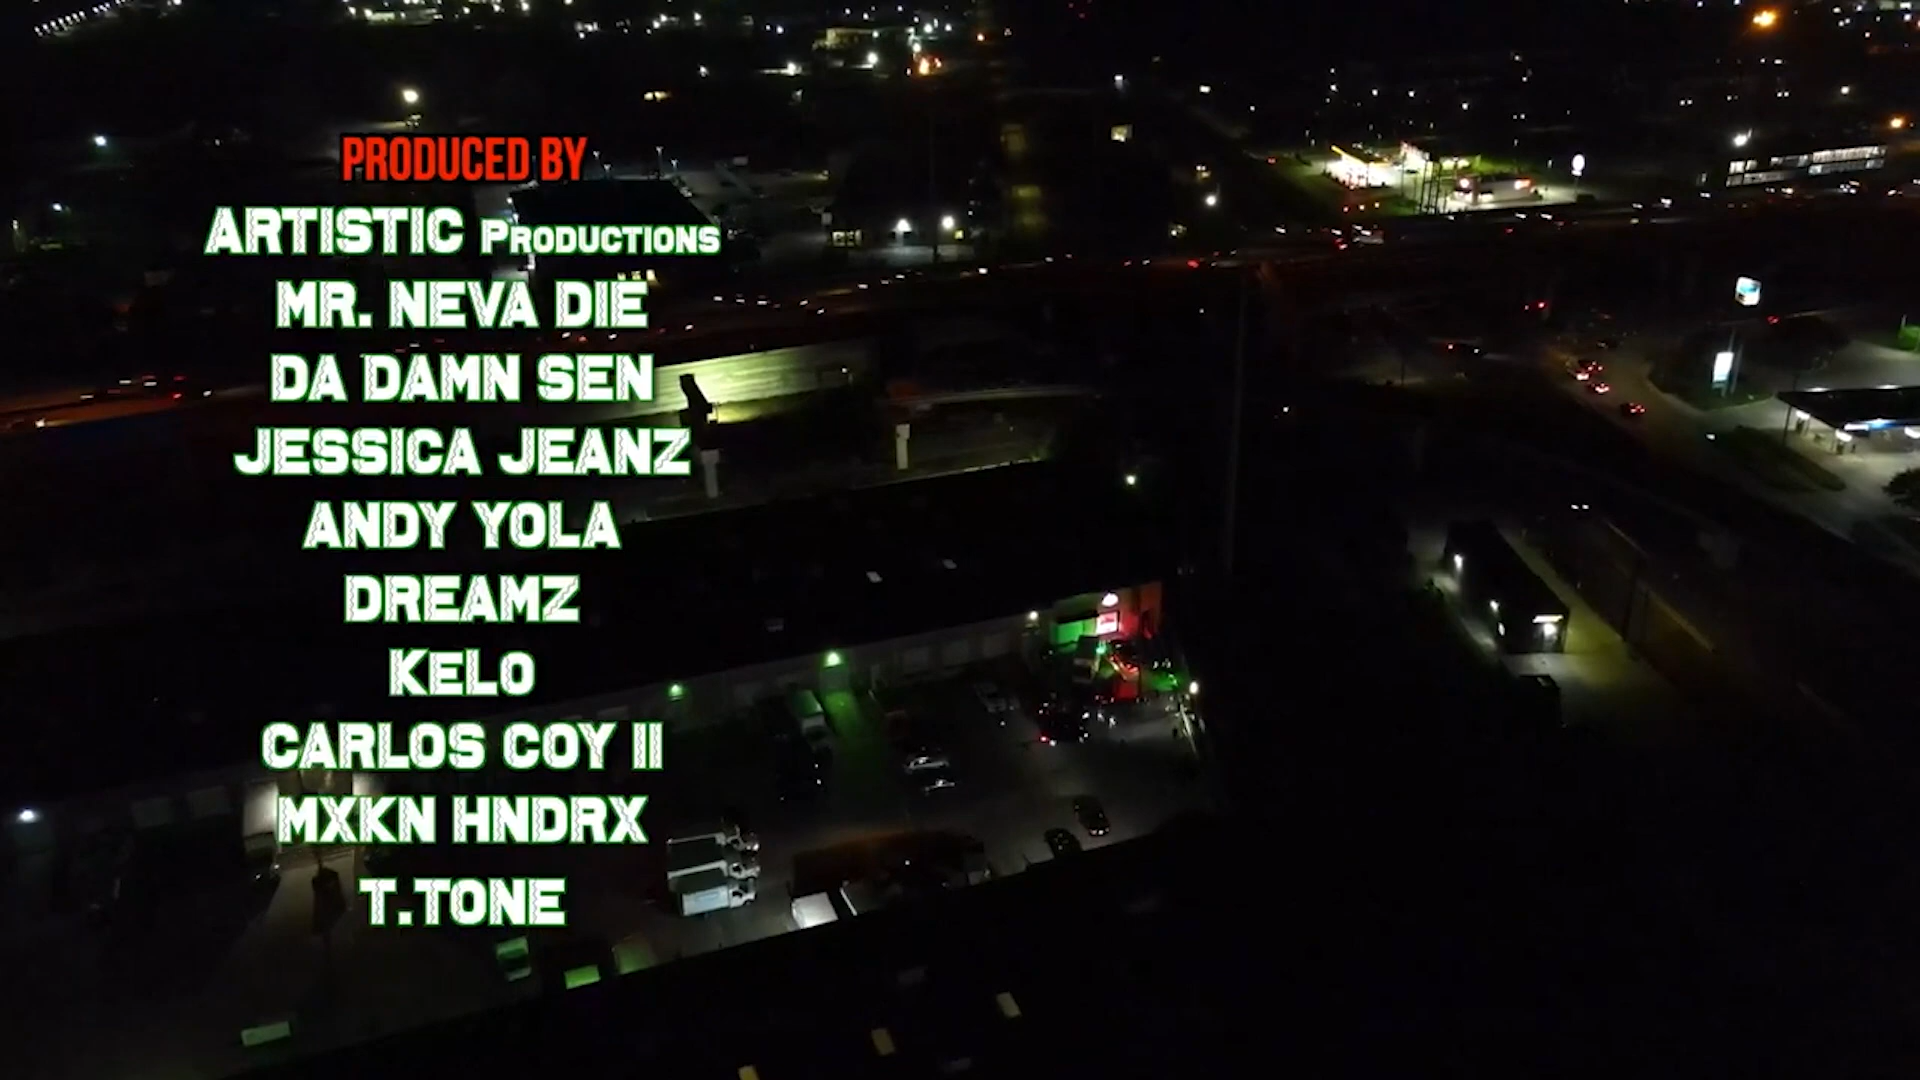 PRODUCED BY
ARTISTIC PRODUCTIONS
MR. NEVA DIE
DA DAMN SEN
JESSICA JEANZ
ANDY YOLA
DREAMZ
KELO
CARLOS COY II
MXKN HNDRX
T.TONE